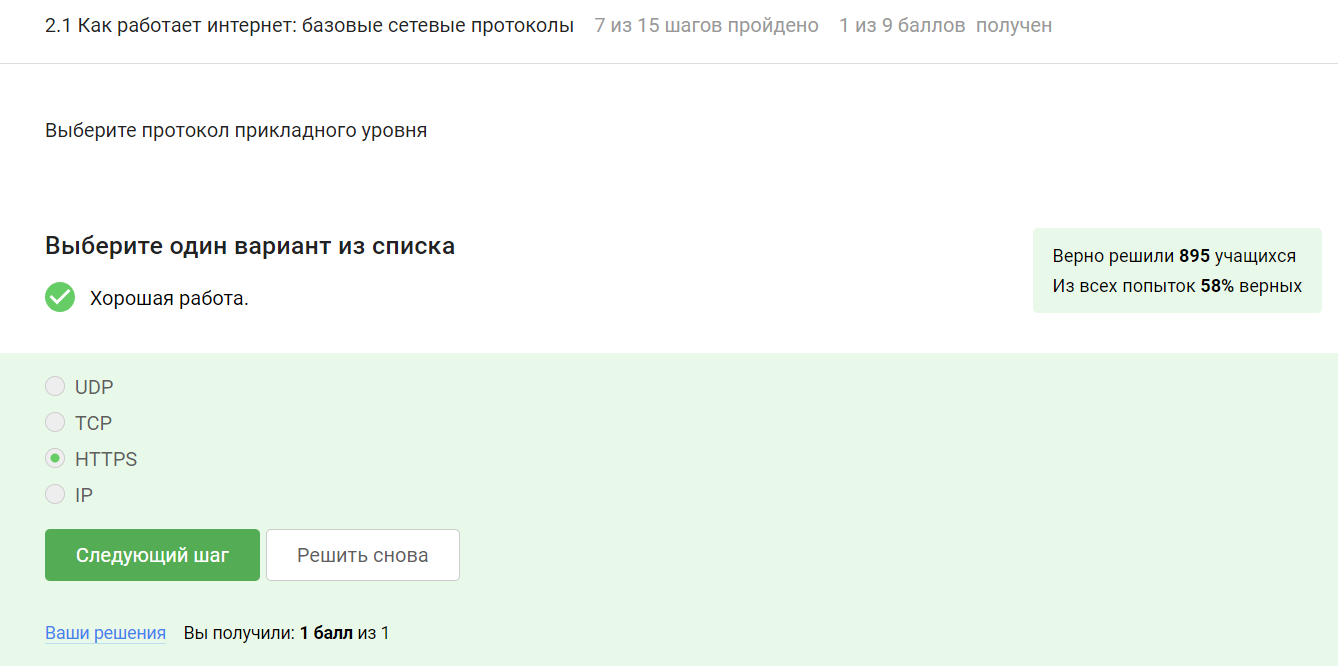 2.1 Как работает интернет: базовые сетевые протоколы 7 из 15 шагов пройдено 1 из 9 баллов получен
Выберите протокол прикладного уровня
Выберите один вариант из списка
Хорошая работа.
Верно решили 895 учащихся
Из всех попыток 58% верных
UDP
TCP
HTTPS
IP
Следующий шаг Решить снова
Ваши решения Вы получили: 1 балл из 1